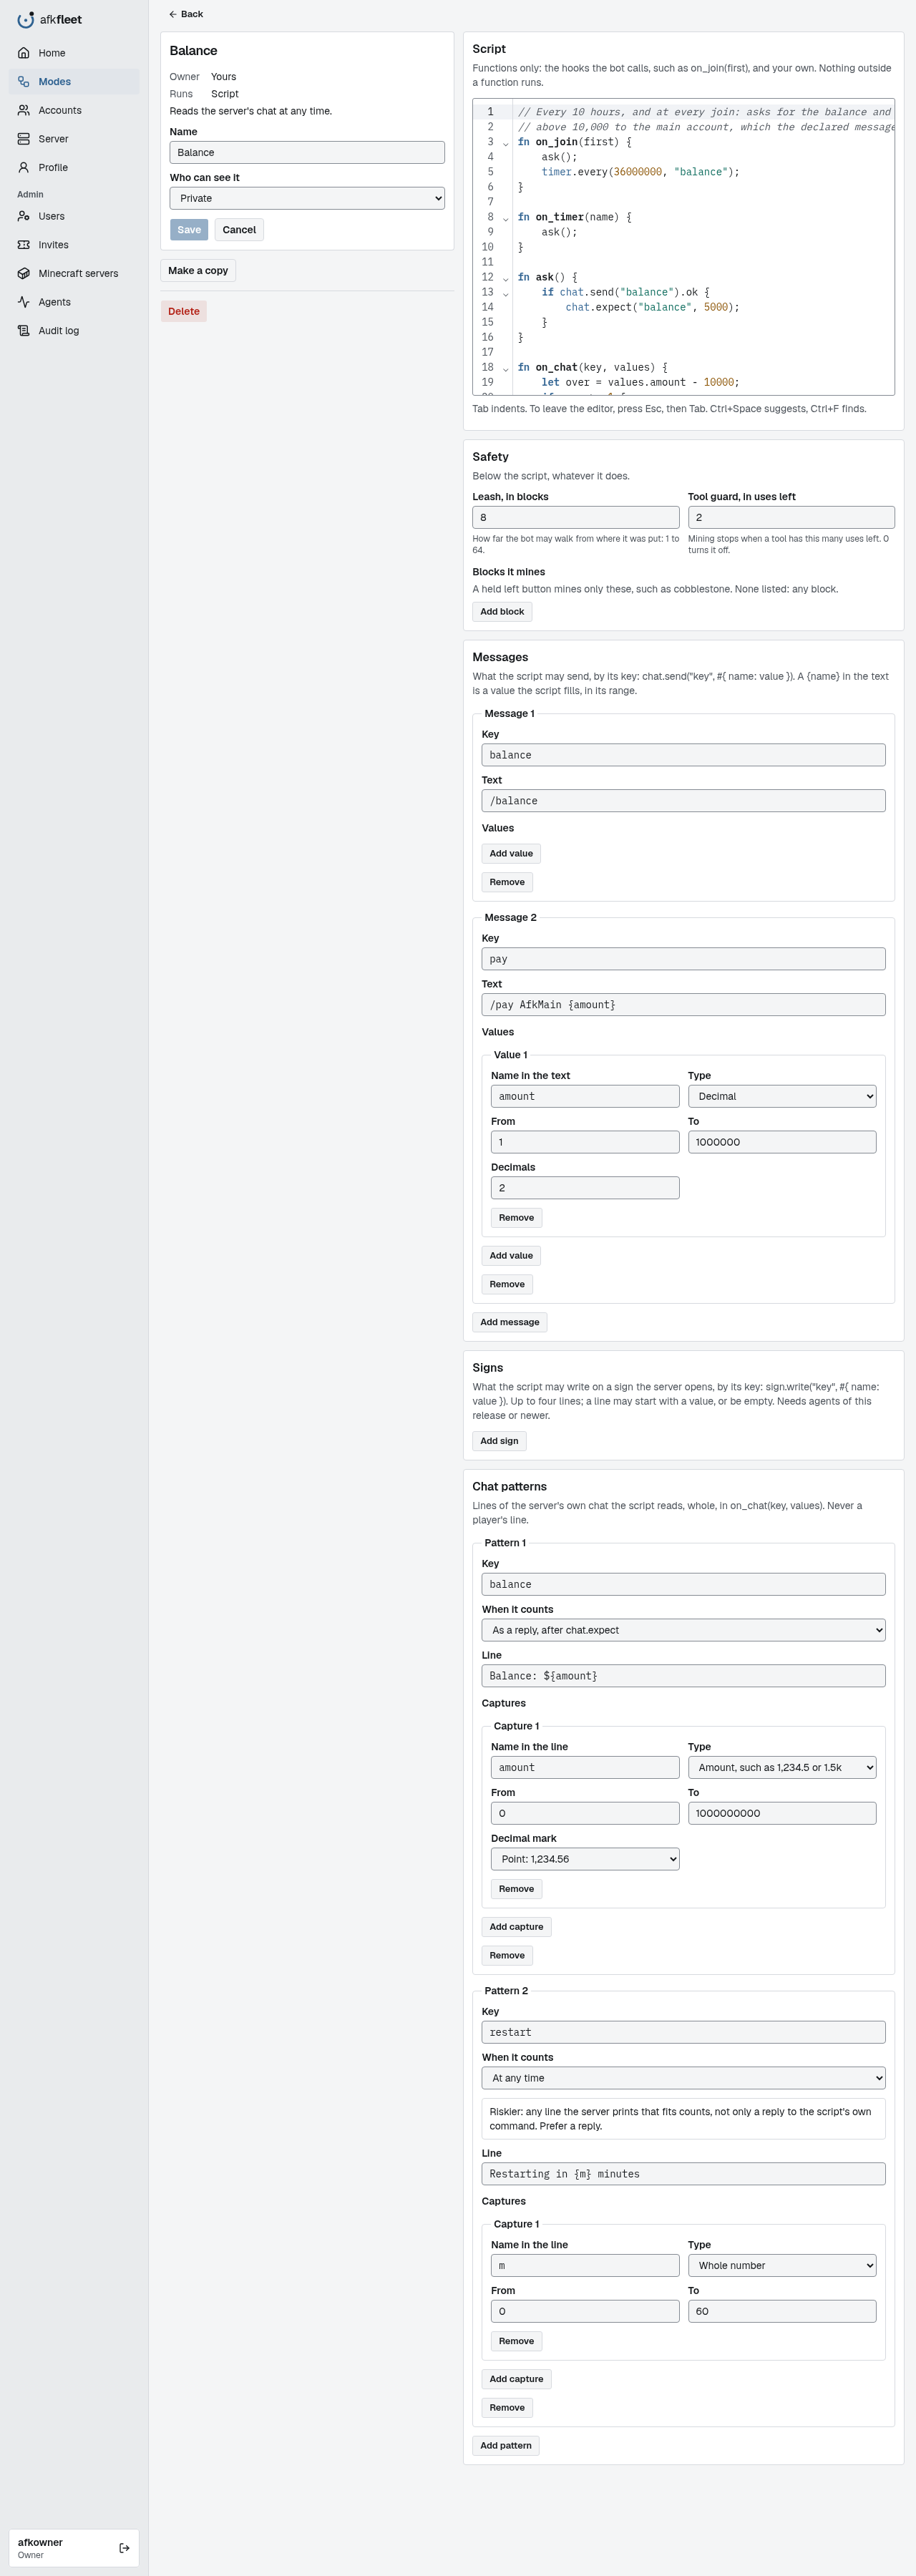 afkfleet
Home
Modes
Accounts
Server
Profile
Admin
Users
Invites
Minecraft servers
Agents
Audit log
afkowner
Owner
Back
Balance
Owner Yours
Runs Script
Reads the server's chat at any time.
Name
Balance
Who can see it
Private
Save Cancel
Make a copy
Delete
Script
Functions only: the hooks the bot calls, such as on_join(first), and your own. Nothing outside
a function runs.
1 // Every 10 hours, and at every join: asks for the balance and
2 // above 10,000 to the main account, which the declared message
3 fn on_join(first) {
4 ask();
5 timer.every(36000000, "balance");
6 }
7
8 fn on_timer(name) {
9 ask();
10 }
11
12 fn ask() {
13 if chat.send("balance").ok {
14 chat.expect("balance", 5000);
15 }
16 }
17
18 fn on_chat(key, values) {
19 let over = values.amount - 10000;
Tab indents. To leave the editor, press Esc, then Tab. Ctrl+Space suggests, Ctrl+F finds.
Safety
Below the script, whatever it does.
Leash, in blocks Tool guard, in uses left
8 2
How far the bot may walk from where it was put: 1 to
64.
Mining stops when a tool has this many uses left. 0
turns it off.
Blocks it mines
A held left button mines only these, such as cobblestone. None listed: any block.
Add block
Messages
What the script may send, by its key: chat.send("key", #{ name: value }). A {name} in the text
is a value the script fills, in its range.
Message 1
Key
balance
Text
/balance
Values
Add value
Remove
Message 2
Key
pay
Text
/pay AfkMain {amount}
Values
Value 1
Name in the text Type
amount Decimal
From To
1 1000000
Decimals
2
Remove
Add value
Remove
Add message
Signs
What the script may write on a sign the server opens, by its key: sign.write("key", #{ name:
value }). Up to four lines; a line may start with a value, or be empty. Needs agents of this
release or newer.
Add sign
Chat patterns
Lines of the server's own chat the script reads, whole, in on_chat(key, values). Never a
player's line.
Pattern 1
Key
balance
When it counts
As a reply, after chat.expect
Line
Balance: ${amount}
Captures
Capture 1
Name in the line Type
amount Amount, such as 1,234.5 or 1.5k
From To
0 1000000000
Decimal mark
Point: 1,234.56
Remove
Add capture
Remove
Pattern 2
Key
restart
When it counts
At any time
Riskier: any line the server prints that fits counts, not only a reply to the script's own
command. Prefer a reply.
Line
Restarting in {m} minutes
Captures
Capture 1
Name in the line Type
m Whole number
From To
0 60
Remove
Add capture
Remove
Add pattern